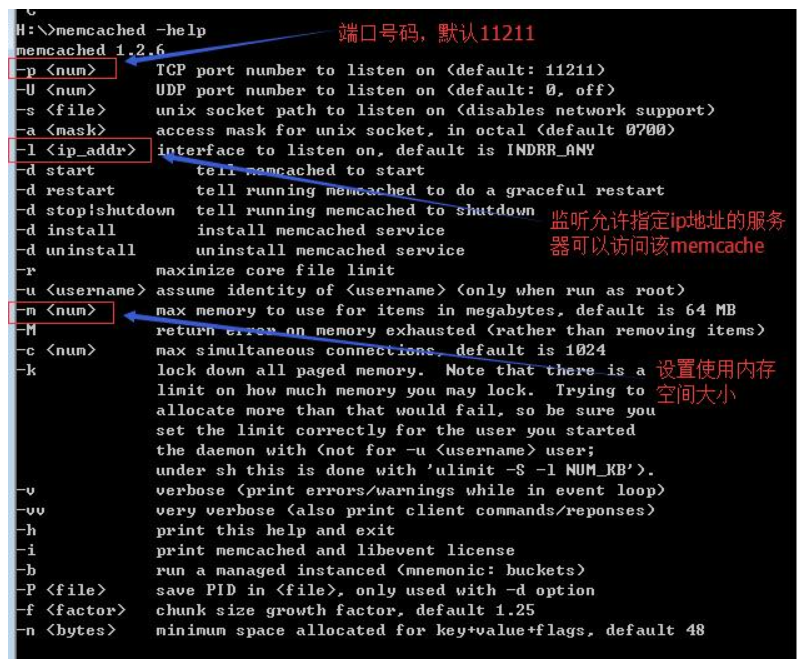 H:\>memcached -help
端口号码，默认11211
memcached 1.2.6
-p <num> TCP port number to listen on (default: 11211)
-U <num> UDP port number to listen on (default: 0, off)
-s <file> unix socket path to listen on (disables network support)
-a <mask> access mask for unix socket, in octal (default 0700)
-l <ip_addr> interface to listen on, default is INDRR_ANY
-d start tell memcached to start
-d restart tell running memcached to do a graceful restart
-d stop|shutdown tell running memcached to shutdown
监听允许指定ip地址的服务
器可以访问该memcache
-d install install memcached service
-d uninstall uninstall memcached service
-r maximize core file limit
-u <username> assume identity of <username> (only when run as root)
-m <num> max memory to use for items in megabytes, default is 64 MB
-M return error on memory exhausted (rather than removing items)
-c <num> max simultaneous connections, default is 1024
-k lock down all paged memory. Note that there is a
设置使用内存
空间大小
limit on how much memory you may lock. Trying to
allocate more than that would fail, so be sure you
set the limit correctly for the user you started
the daemon with (not for -u <username> user;
under sh this is done with 'ulimit -S -l NUM_KB').
-v verbose (print errors/warnings while in event loop)
-vv very verbose (also print client commands/reponses)
-h print this help and exit
-i print memcached and libevent license
-b run a managed instanced (mnemonic: buckets)
-P <file> save PID in <file>, only used with -d option
-f <factor> chunk size growth factor, default 1.25
-n <bytes> minimum space allocated for key+value+flags, default 48